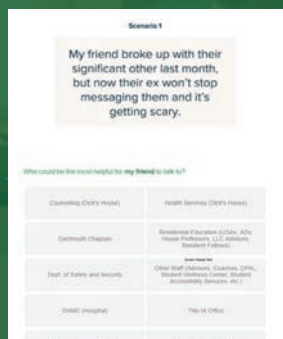 Scenario 1
My friend broke up with their
significant other last month,
but now their ex won't stop
messaging them and it's
getting scary.
Who could be the most helpful for my friend to talk to?
Counseling (Dick's House)
Health Services (Dick's House)
Dartmouth Chaplain
Residential Education (UGAs, ADs,
House Professors, LLC Advisors,
Resident Fellows)
Dept. of Safety and Security
Other Staff (Advisors, Coaches, OPAL,
Student Wellness Center, Student
Accessibility Services, etc.)
DHMC (Hospital)
Title IX Office